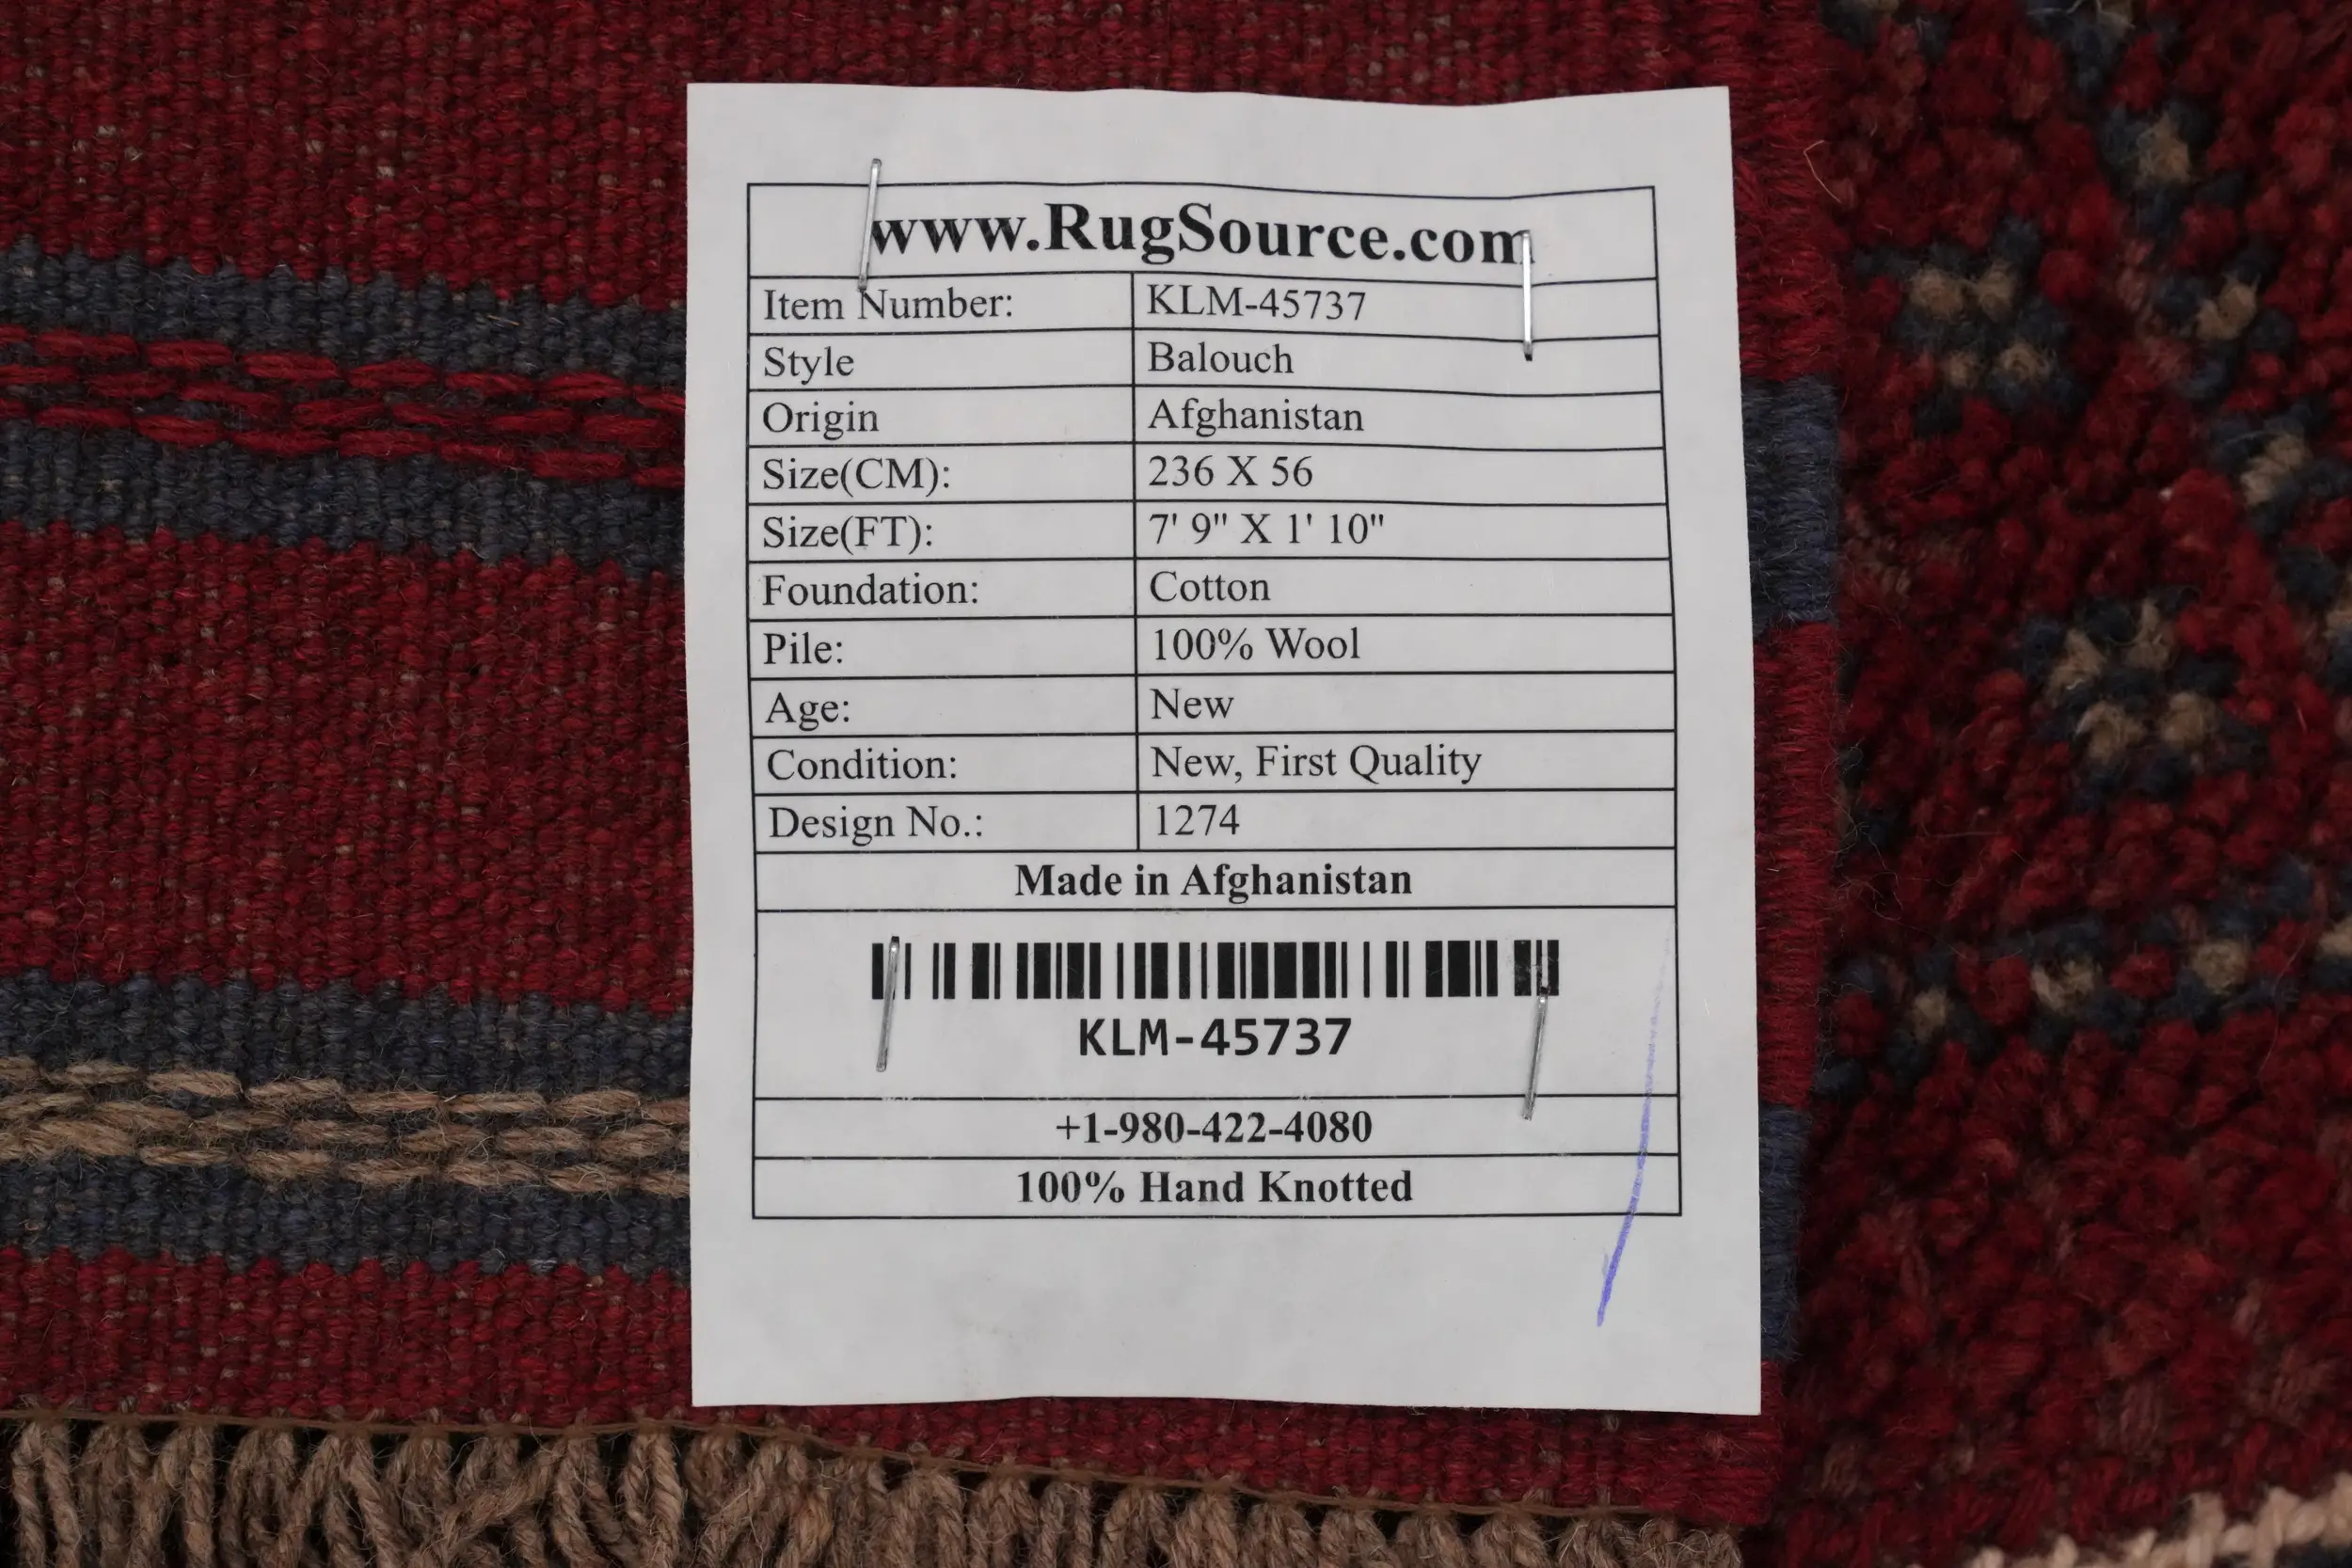 www.RugSource.com
Item Number: KLM-45737
Style Balouch
Origin Afghanistan
Size(CM): 236 X 56
Size(FT): 7' 9" X 1' 10"
Foundation: Cotton
Pile: 100% Wool
Age: New
Condition: New, First Quality
Design No.: 1274
Made in Afghanistan
KLM-45737
+1-980-422-4080
100% Hand Knotted